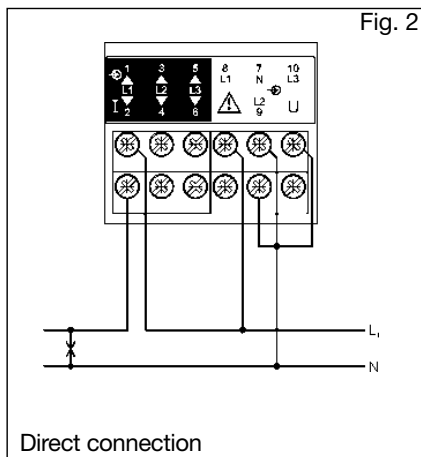 Fig. 2
1 3 5 8 7 10
L1 N L3
L1 L2 L3
I L2 U
2 4 6 9
L₁
N
Direct connection